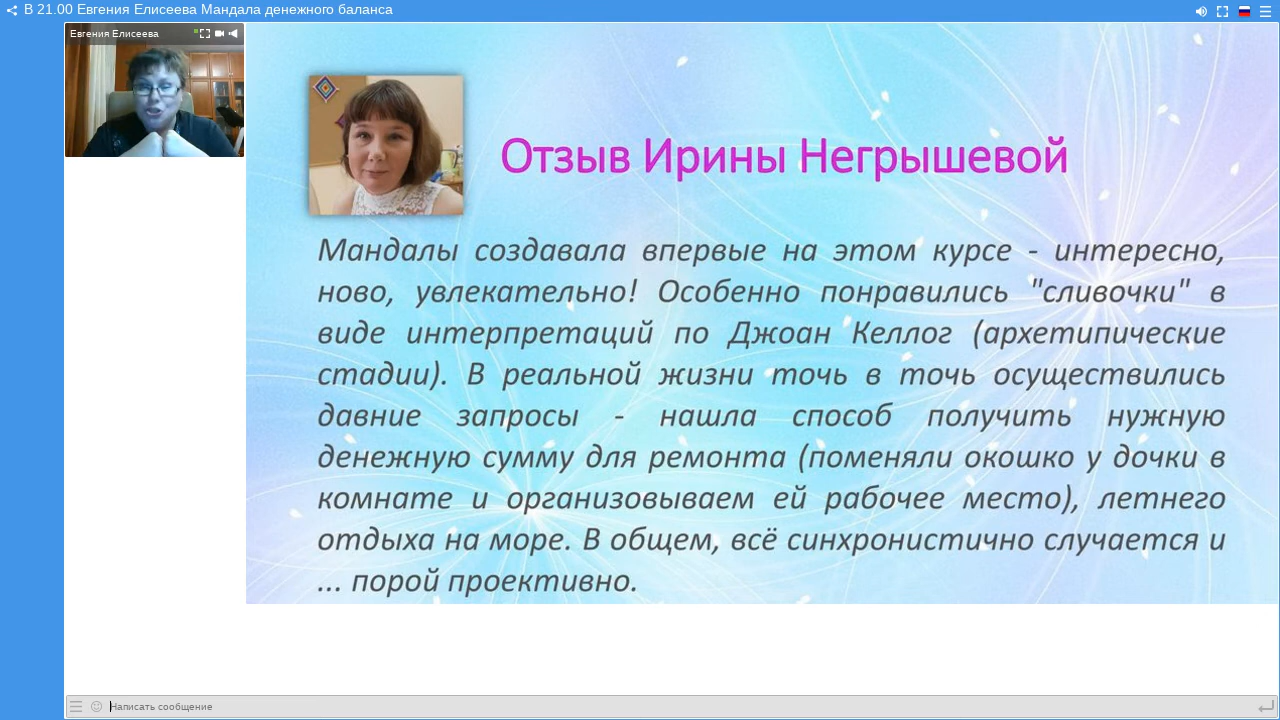 В 21.00 Евгения Елисеева Мандала денежного баланса
Евгения Елисеева
Отзыв Ирины Негрышевой
Мандалы создавала впервые на этом курсе - интересно,
ново, увлекательно! Особенно понравились "сливочки" в
виде интерпретаций по Джоан Келлог (архетипические
стадии). В реальной жизни точь в точь осуществились
давние запросы - нашла способ получить нужную
денежную сумму для ремонта (поменяли окошко у дочки в
комнате и организовываем ей рабочее место), летнего
отдыха на море. В общем, всё синхронистично случается и
... порой проективно.
Написать сообщение